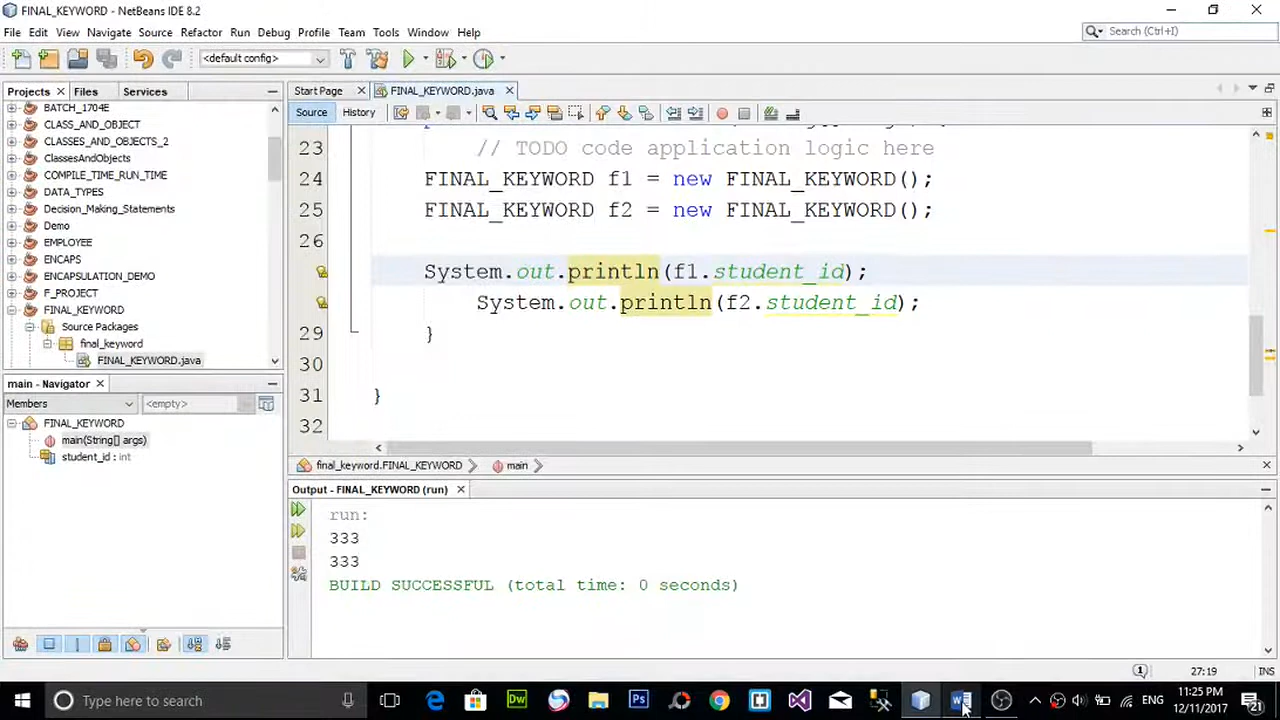 FINAL_KEYWORD - NetBeans IDE 8.2
File Edit View Navigate Source Refactor Run Debug Profile Team Tools Window Help
Search (Ctrl+I)
<default config>
Projects Files Services
Start Page FINAL_KEYWORD.java
Source History
BATCH_1704E
CLASS_AND_OBJECT
CLASSES_AND_OBJECTS_2
ClassesAndObjects
COMPILE_TIME_RUN_TIME
DATA_TYPES
Decision_Making_Statements
Demo
EMPLOYEE
ENCAPS
ENCAPSULATION_DEMO
F_PROJECT
FINAL_KEYWORD
Source Packages
final_keyword
FINAL_KEYWORD.java
23 // TODO code application logic here
24 FINAL_KEYWORD f1 = new FINAL_KEYWORD();
25 FINAL_KEYWORD f2 = new FINAL_KEYWORD();
26
System.out.println(f1.student_id);
System.out.println(f2.student_id);
29 }
30
31 }
32
main - Navigator
Members <empty>
FINAL_KEYWORD
main(String[] args)
student_id : int
final_keyword.FINAL_KEYWORD main
Output - FINAL_KEYWORD (run)
run:
333
333
BUILD SUCCESSFUL (total time: 0 seconds)
1 27:19 INS
Type here to search
Dw
Ps
ENG
11:25 PM
12/11/2017
21